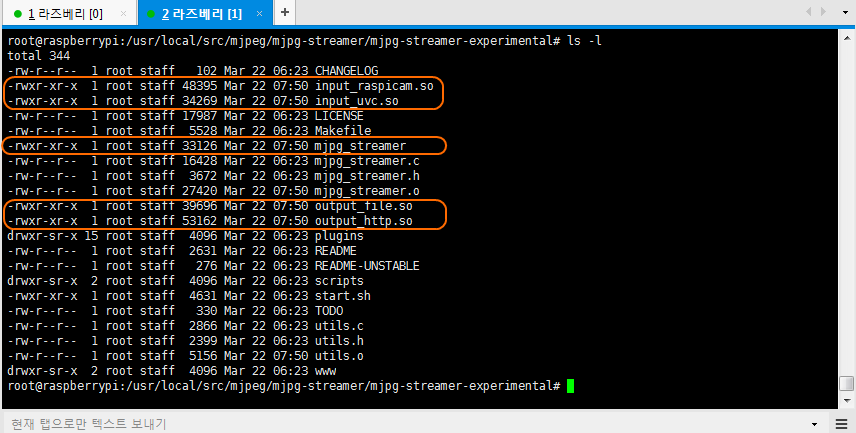 1 라즈베리 [0] × 2 라즈베리 [1] × +
root@raspberrypi:/usr/local/src/mjpeg/mjpg-streamer/mjpg-streamer-experimental# ls -l
total 344
-rw-r--r-- 1 root staff 102 Mar 22 06:23 CHANGELOG
-rwxr-xr-x 1 root staff 48395 Mar 22 07:50 input_raspicam.so
-rwxr-xr-x 1 root staff 34269 Mar 22 07:50 input_uvc.so
-rw-r--r-- 1 root staff 17987 Mar 22 06:23 LICENSE
-rw-r--r-- 1 root staff 5528 Mar 22 06:23 Makefile
-rwxr-xr-x 1 root staff 33126 Mar 22 07:50 mjpg_streamer
-rw-r--r-- 1 root staff 16428 Mar 22 06:23 mjpg_streamer.c
-rw-r--r-- 1 root staff 3672 Mar 22 06:23 mjpg_streamer.h
-rw-r--r-- 1 root staff 27420 Mar 22 07:50 mjpg_streamer.o
-rwxr-xr-x 1 root staff 39696 Mar 22 07:50 output_file.so
-rwxr-xr-x 1 root staff 53162 Mar 22 07:50 output_http.so
drwxr-sr-x 15 root staff 4096 Mar 22 06:23 plugins
-rw-r--r-- 1 root staff 2631 Mar 22 06:23 README
-rw-r--r-- 1 root staff 276 Mar 22 06:23 README-UNSTABLE
drwxr-sr-x 2 root staff 4096 Mar 22 06:23 scripts
-rwxr-xr-x 1 root staff 4631 Mar 22 06:23 start.sh
-rw-r--r-- 1 root staff 330 Mar 22 06:23 TODO
-rw-r--r-- 1 root staff 2866 Mar 22 06:23 utils.c
-rw-r--r-- 1 root staff 2399 Mar 22 06:23 utils.h
-rw-r--r-- 1 root staff 5156 Mar 22 07:50 utils.o
drwxr-sr-x 2 root staff 4096 Mar 22 06:23 www
root@raspberrypi:/usr/local/src/mjpeg/mjpg-streamer/mjpg-streamer-experimental#
현재 탭으로만 텍스트 보내기